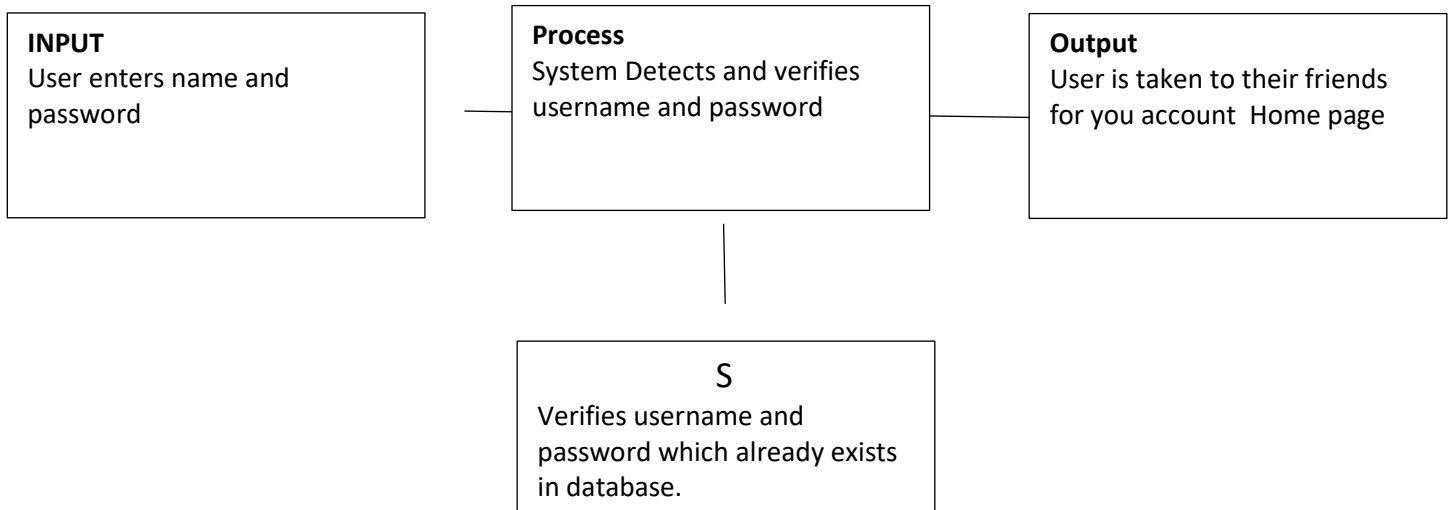 INPUT
User enters name and
password
Process
System Detects and verifies
username and password
Output
User is taken to their friends
for you account  Home page
S
Verifies username and
password which already exists
in database.